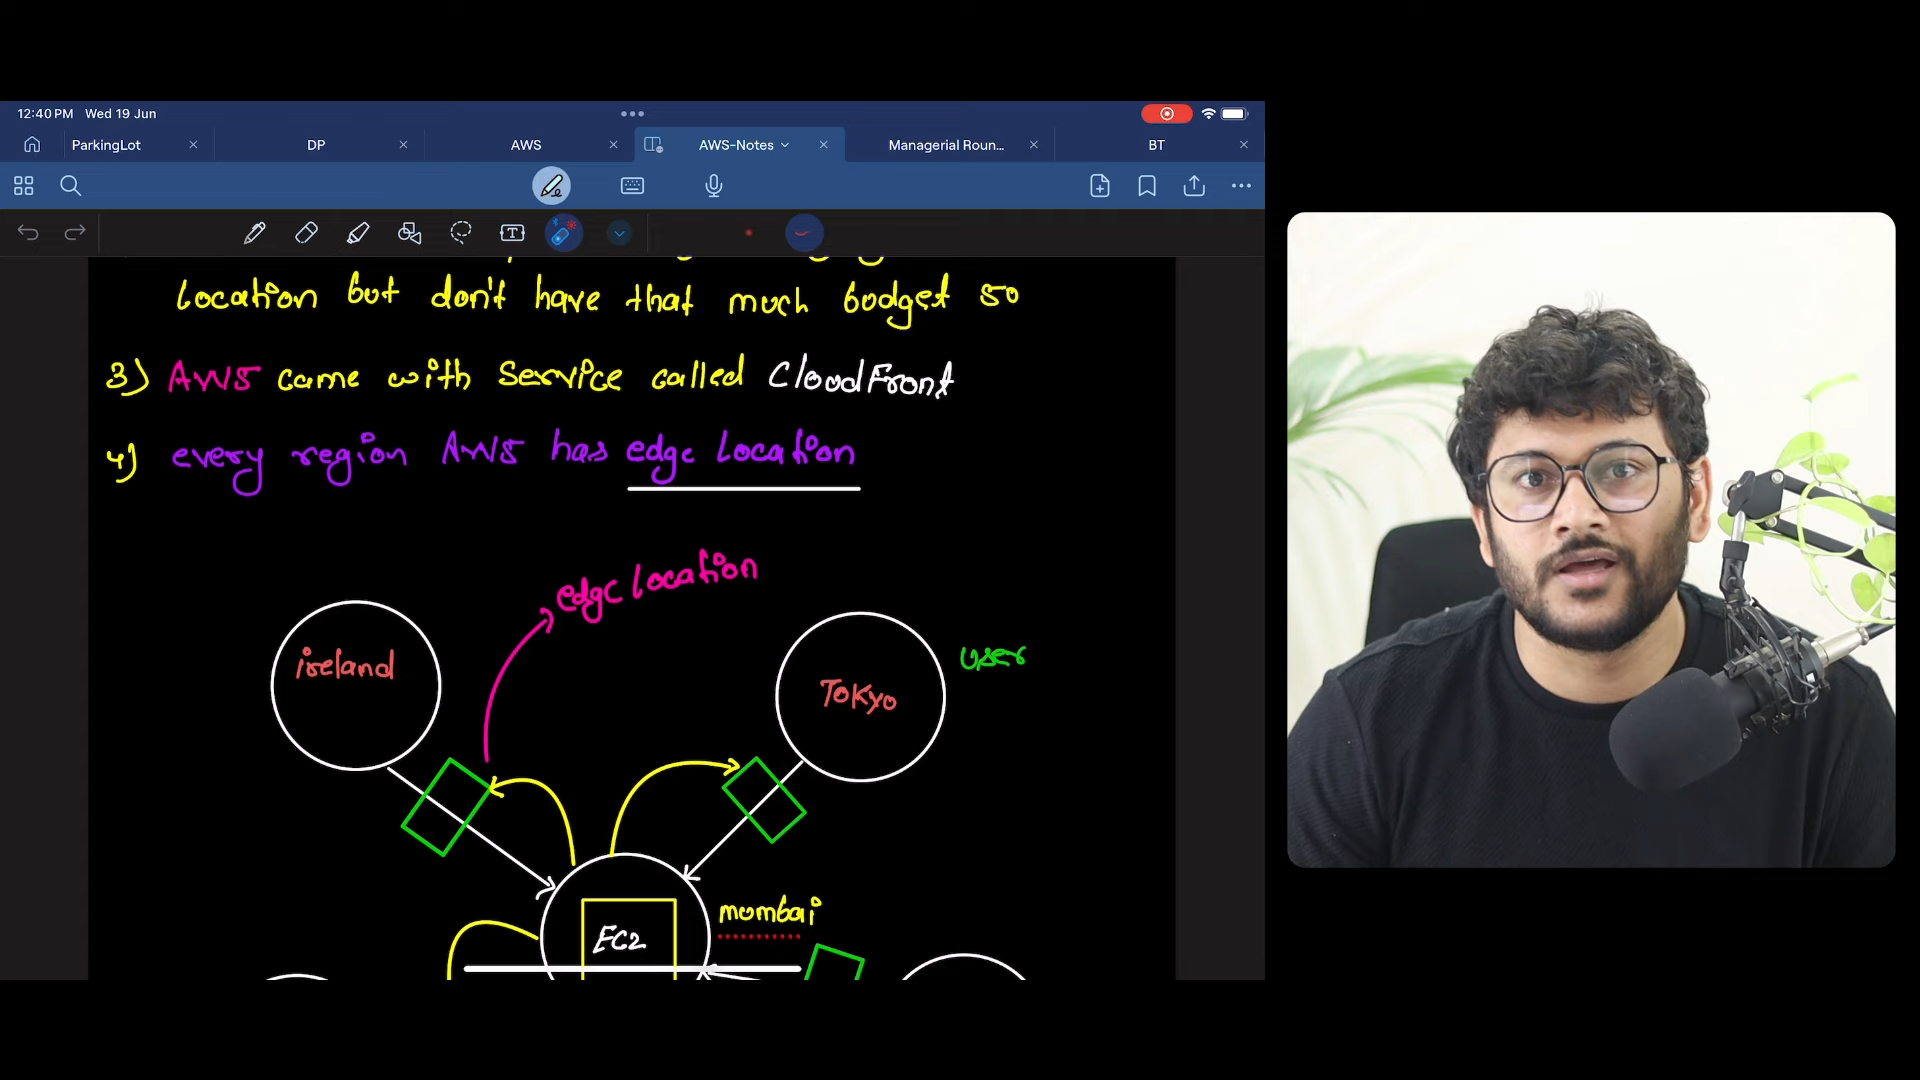 12:40 PM Wed 19 Jun
ParkingLot
DP
AWS
AWS-Notes
Managerial Roun...
BT
location but don't have that much budget so
3) AWS came with service called CloudFront
4) every region AWS has edge location
edge location
ireland
Tokyo
user
mumbai
EC2